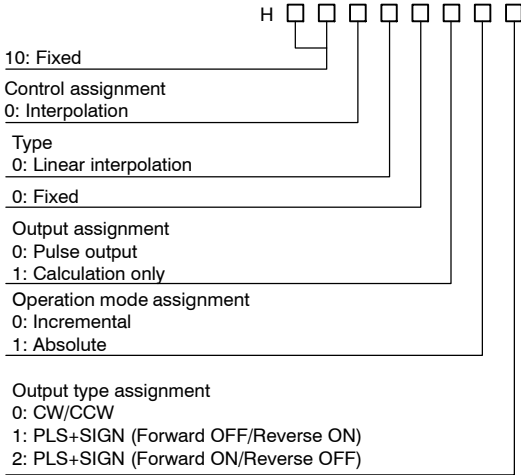 H □ □ □ □ □ □ □ □
10: Fixed
Control assignment
0: Interpolation
Type
0: Linear interpolation
0: Fixed
Output assignment
0: Pulse output
1: Calculation only
Operation mode assignment
0: Incremental
1: Absolute
Output type assignment
0: CW/CCW
1: PLS+SIGN (Forward OFF/Reverse ON)
2: PLS+SIGN (Forward ON/Reverse OFF)